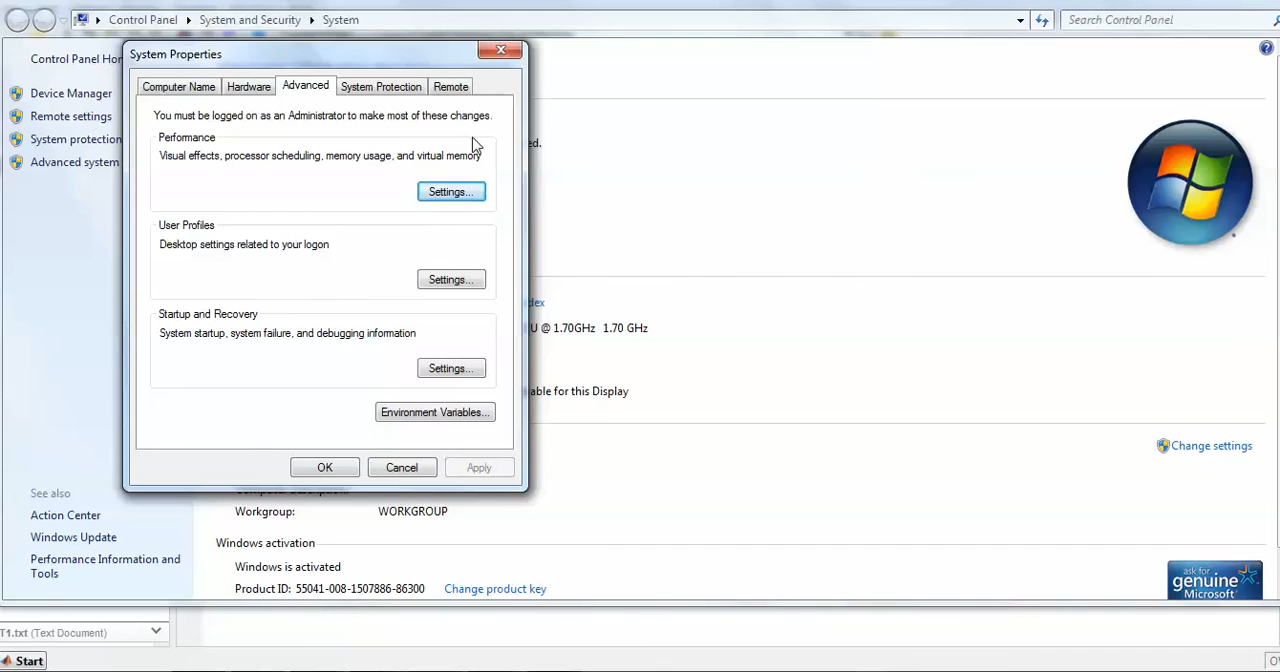 Control Panel ▸ System and Security ▸ System
Search Control Panel
System Properties
Control Panel Hor
Device Manager
Remote settings
System protection
Advanced system
Computer Name
Hardware
Advanced
System Protection
Remote
You must be logged on as an Administrator to make most of these changes.
Performance
Visual effects, processor scheduling, memory usage, and virtual memory
Settings...
User Profiles
Desktop settings related to your logon
Settings...
Startup and Recovery
System startup, system failure, and debugging information
Settings...
Environment Variables...
OK
Cancel
Apply
ed.
dex
U @ 1.70GHz 1.70 GHz
able for this Display
Change settings
Workgroup: WORKGROUP
Windows activation
Windows is activated
Product ID: 55041-008-1507886-86300
Change product key
ask for
genuine
Microsoft
See also
Action Center
Windows Update
Performance Information and
Tools
T1.txt (Text Document)
Start